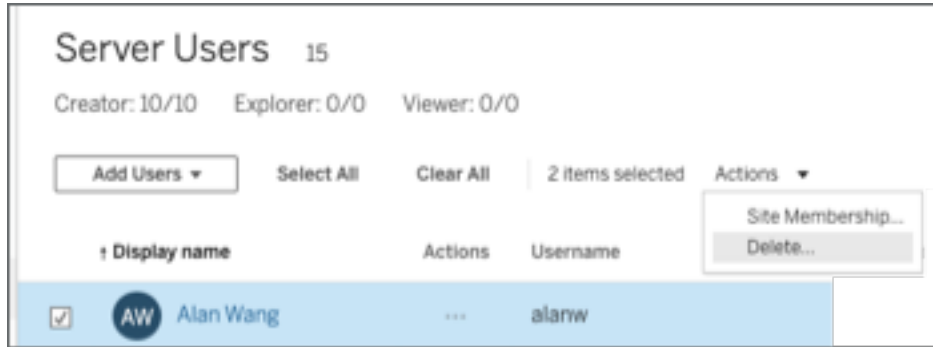 Server Users 15
Creator: 10/10 Explorer: 0/0 Viewer: 0/0
Add Users Select All Clear All 2 items selected Actions
Site Membership...
Delete...
↑ Display name Actions Username
AW Alan Wang ... alanw